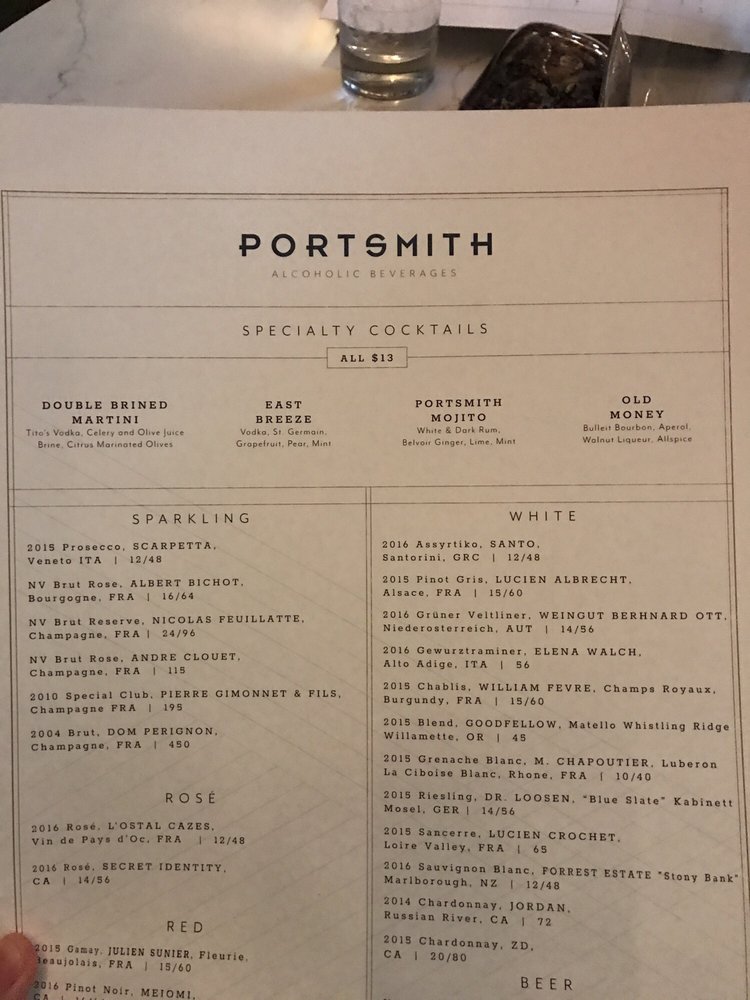 PORTSMITH
ALCOHOLIC BEVERAGES
SPECIALTY COCKTAILS
ALL $13
DOUBLE BRINED
MARTINI
Tito's Vodka, Celery and Olive Juice
Brine, Citrus Marinated Olives
EAST
BREEZE
Vodka, St. Germain,
Grapefruit, Pear, Mint
PORTSMITH
MOJITO
White & Dark Rum,
Belvoir Ginger, Lime, Mint
OLD
MONEY
Bulleit Bourbon, Aperol,
Walnut Liqueur, Allspice
SPARKLING
2015 Prosecco, SCARPETTA,
Veneto ITA | 12/48
NV Brut Rose, ALBERT BICHOT,
Bourgogne, FRA | 16/64
NV Brut Reserve, NICOLAS FEUILLATTE,
Champagne, FRA | 24/96
NV Brut Rose, ANDRE CLOUET,
Champagne, FRA | 115
2010 Special Club, PIERRE GIMONNET & FILS,
Champagne FRA | 195
2004 Brut, DOM PERIGNON,
Champagne, FRA | 450
ROSÉ
2016 Rosé, L'OSTAL CAZES,
Vin de Pays d'Oc, FRA | 12/48
2016 Rosé, SECRET IDENTITY,
CA | 14/56
RED
2015 Gamay, JULIEN SUNIER, Fleurie,
Beaujolais, FRA | 15/60
2016 Pinot Noir, MEIOMI,
CA |
WHITE
2016 Assyrtiko, SANTO,
Santorini, GRC | 12/48
2015 Pinot Gris, LUCIEN ALBRECHT,
Alsace, FRA | 15/60
2016 Grüner Veltliner, WEINGUT BERHNARD OTT,
Niederosterreich, AUT | 14/56
2016 Gewurztraminer, ELENA WALCH,
Alto Adige, ITA | 56
2015 Chablis, WILLIAM FEVRE, Champs Royaux,
Burgundy, FRA | 15/60
2015 Blend, GOODFELLOW, Matello Whistling Ridge
Willamette, OR | 45
2015 Grenache Blanc, M. CHAPOUTIER, Luberon
La Ciboise Blanc, Rhone, FRA | 10/40
2015 Riesling, DR. LOOSEN, "Blue Slate" Kabinett
Mosel, GER | 14/56
2015 Sancerre, LUCIEN CROCHET,
Loire Valley, FRA | 65
2016 Sauvignon Blanc, FORREST ESTATE "Stony Bank"
Marlborough, NZ | 12/48
2014 Chardonnay, JORDAN,
Russian River, CA | 72
2015 Chardonnay, ZD,
CA | 20/80
BEER